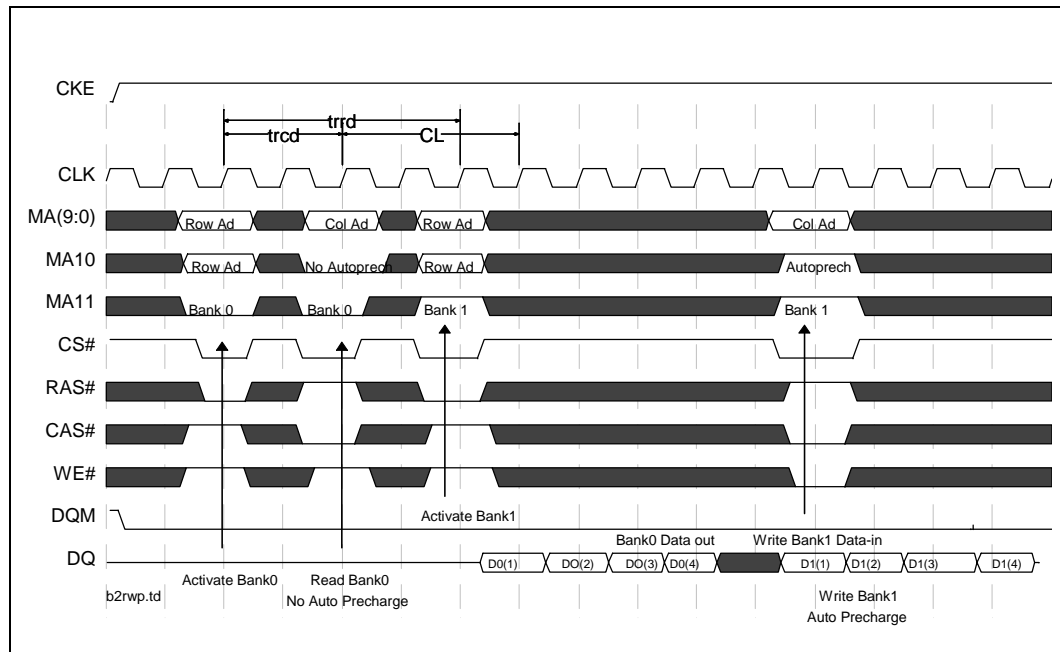 CKE
trrd
trcd CL
CLK
MA(9:0) Row Ad Col Ad Row Ad Col Ad
MA10 Row Ad No Autoprech Row Ad Autoprech
MA11 Bank 0 Bank 0 Bank 1 Bank 1
CS#
RAS#
CAS#
WE#
DQM Activate Bank1
Bank0 Data out Write Bank1 Data-in
DQ D0(1) DO(2) DO(3) D0(4) D1(1) D1(2) D1(3) D1(4)
Activate Bank0 Read Bank0
b2rwp.td No Auto Precharge Write Bank1
Auto Precharge